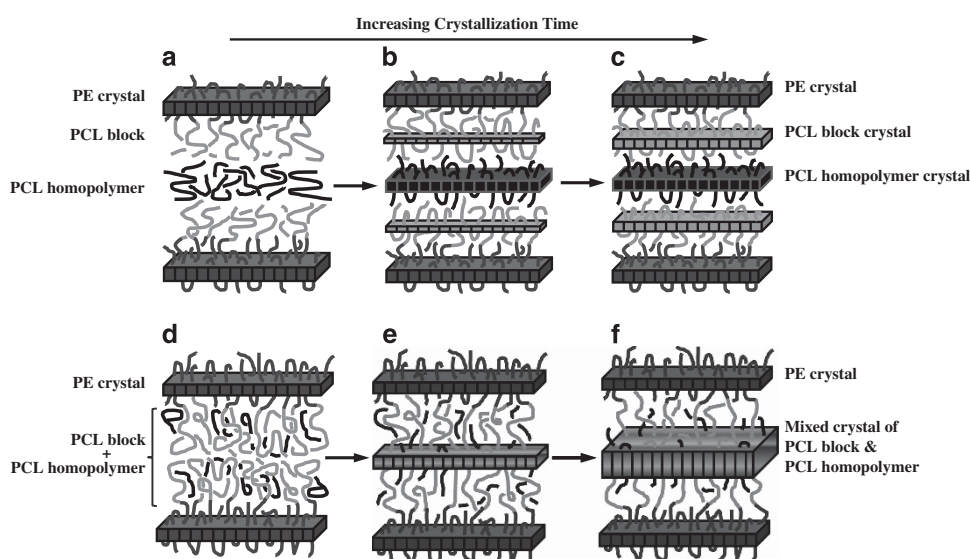 Increasing Crystallization Time
a
b
c
PE crystal
PCL block
PCL homopolymer
PE crystal
PCL block crystal
PCL homopolymer crystal
d
e
f
PE crystal
PCL block
+
PCL homopolymer
PE crystal
Mixed crystal of
PCL block &
PCL homopolymer